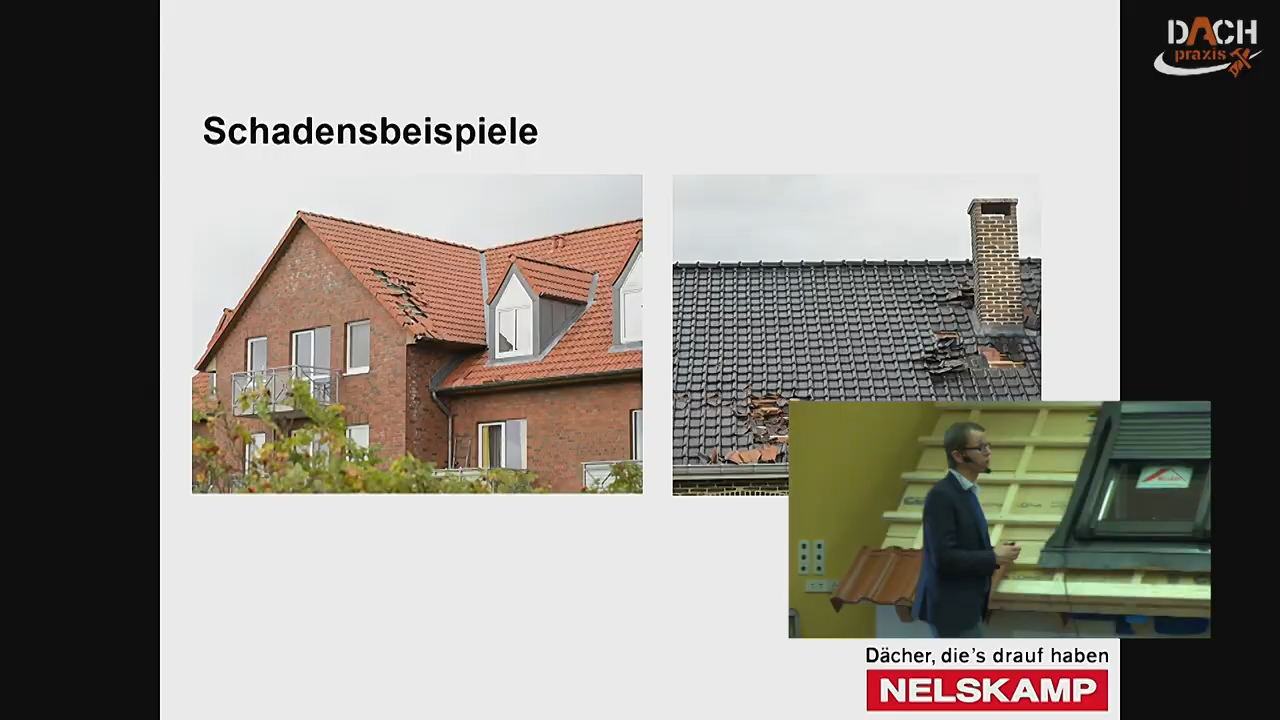 DACH
praxis
Schadensbeispiele
Dächer, die's drauf haben
NELSKAMP